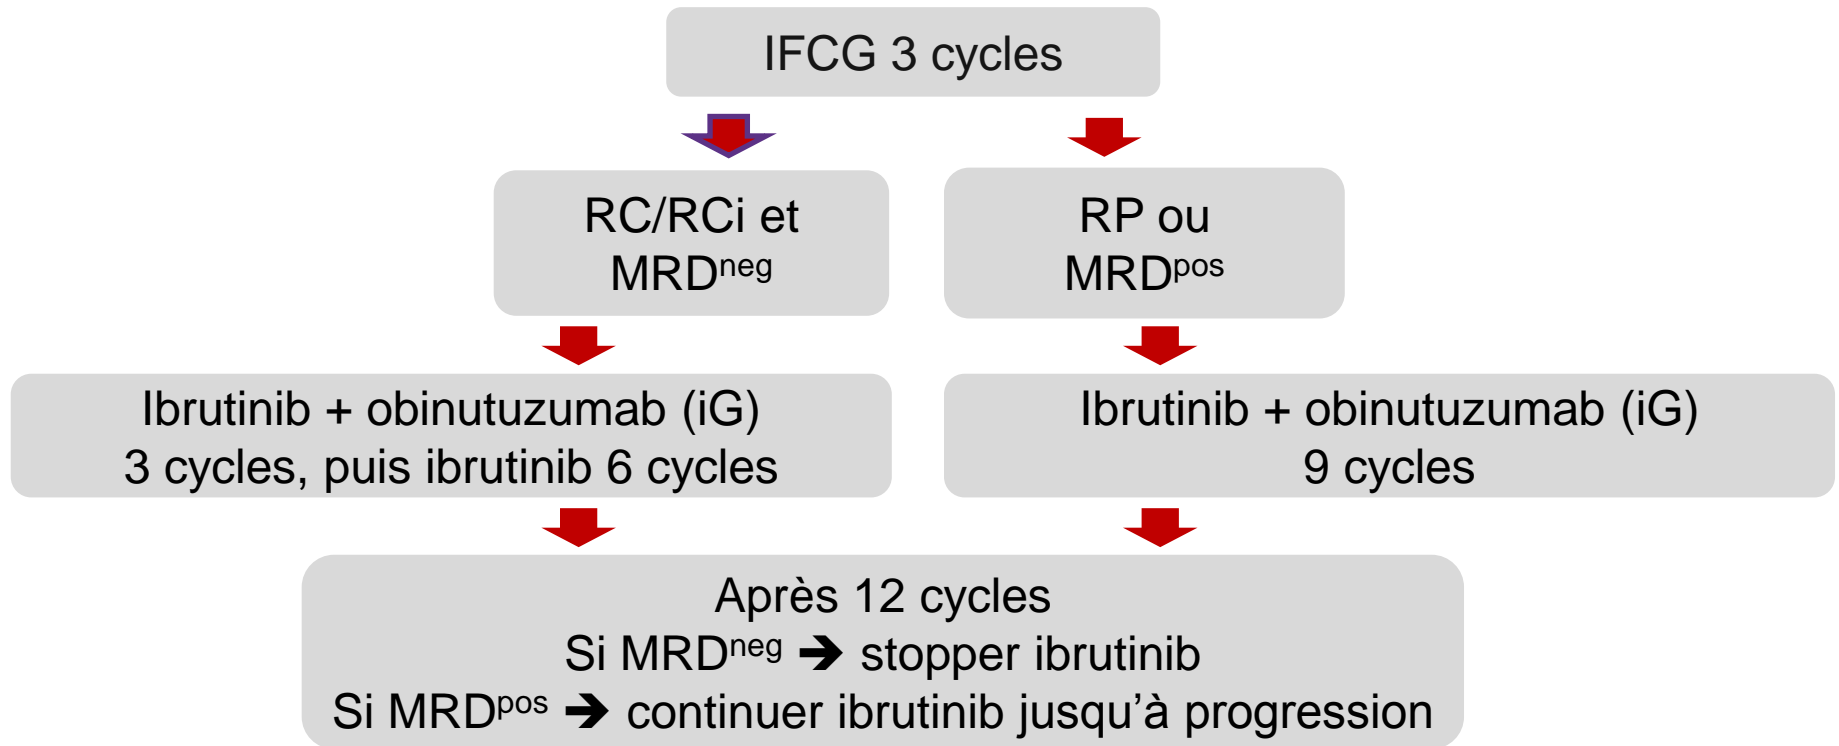 IFCG 3 cycles
RC/RCi et
MRDneg
RP ou
MRDpos
Ibrutinib + obinutuzumab (iG)
3 cycles, puis ibrutinib 6 cycles
Ibrutinib + obinutuzumab (iG)
9 cycles
Après 12 cycles
Si MRDneg ➔ stopper ibrutinib
Si MRDpos ➔ continuer ibrutinib jusqu’à progression